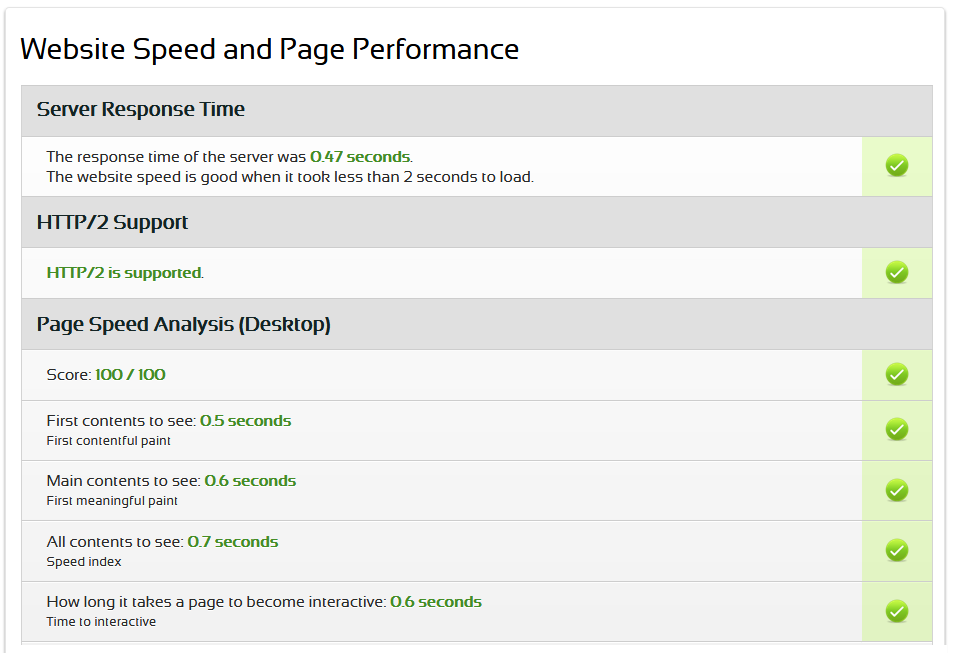 Website Speed and Page Performance
Server Response Time
The response time of the server was 0.47 seconds.
The website speed is good when it took less than 2 seconds to load.
HTTP/2 Support
HTTP/2 is supported.
Page Speed Analysis (Desktop)
Score: 100 / 100
First contents to see: 0.5 seconds
First contentful paint
Main contents to see: 0.6 seconds
First meaningful paint
All contents to see: 0.7 seconds
Speed index
How long it takes a page to become interactive: 0.6 seconds
Time to interactive